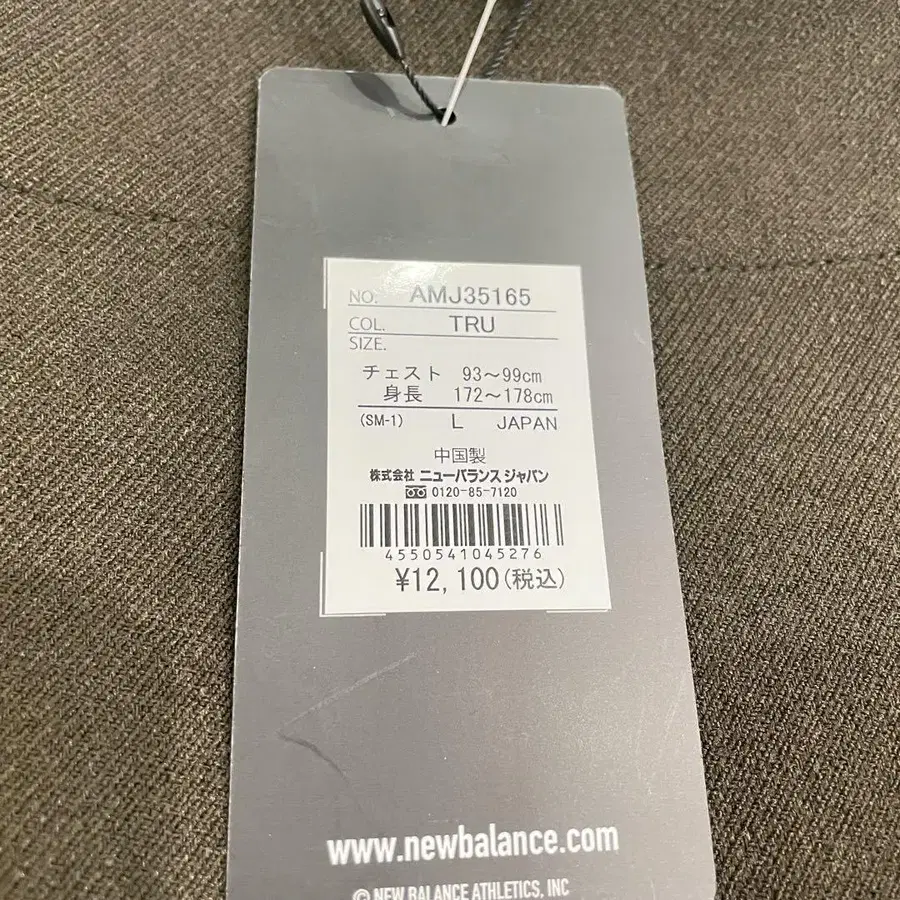 NO. AMJ35165
COL. TRU
SIZE.
チェスト 93～99cm
身長 172～178cm
(SM-1) L JAPAN
中国製
株式会社 ニューバランス ジャパン
0120-85-7120
4550541045276
¥12,100(税込)
www.newbalance.com
© NEW BALANCE ATHLETICS, INC